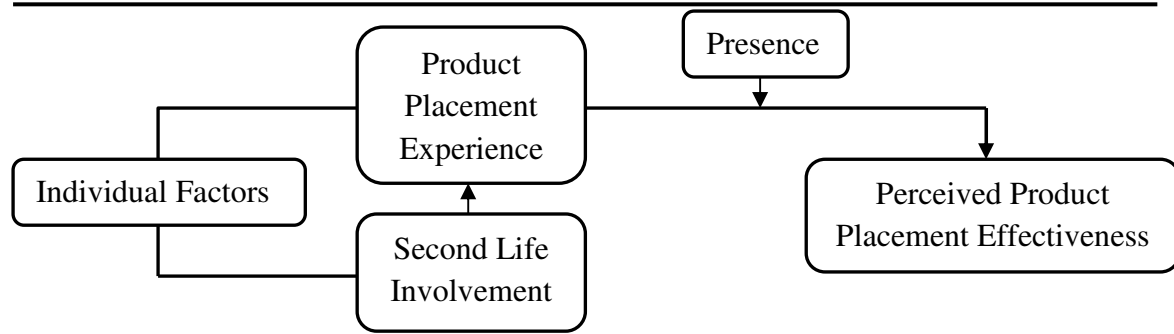 Presence
Product
Placement
Experience
Individual Factors
Second Life
Involvement
Perceived Product
Placement Effectiveness